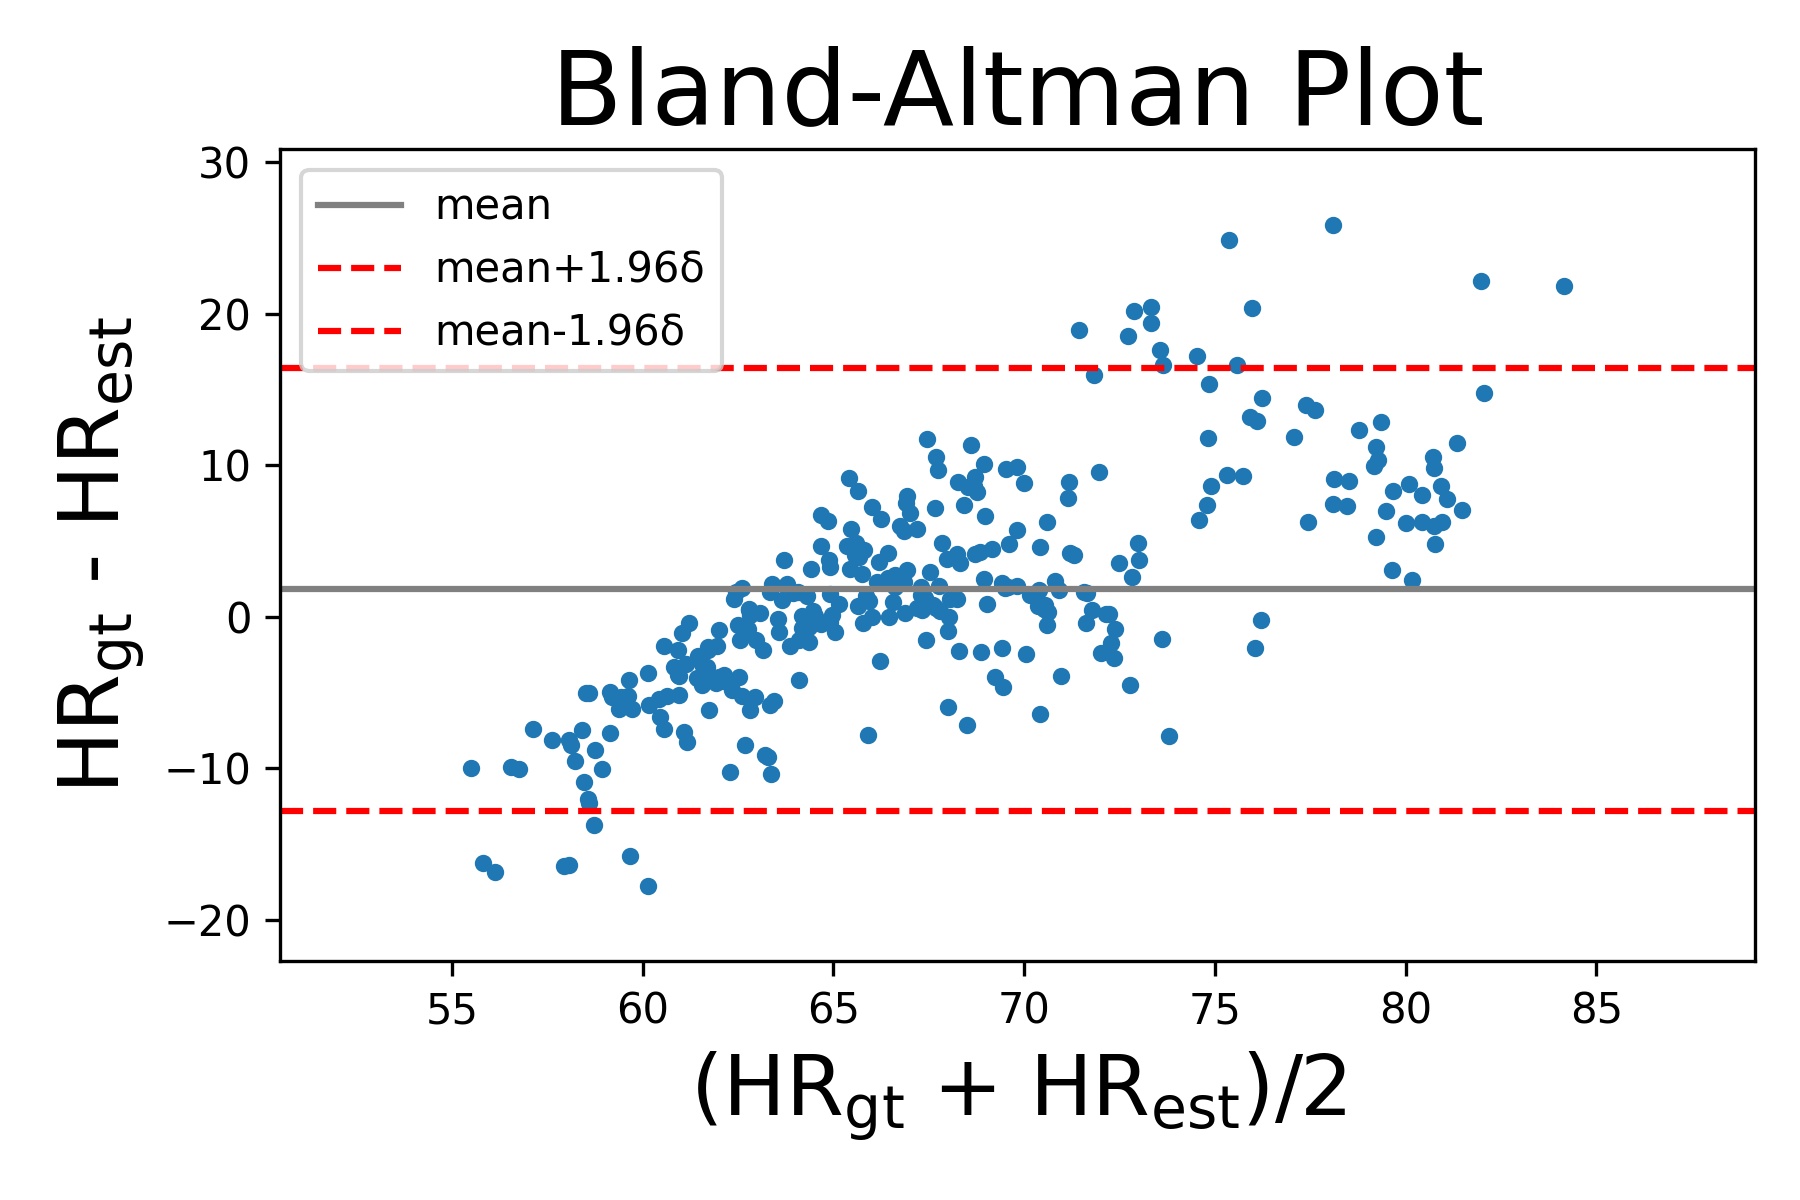 Bland-Altman Plot
30
20
10
0
−10
−20
HRgt - HRest
mean
mean+1.96δ
mean-1.96δ
55 60 65 70 75 80 85
(HRgt + HRest)/2